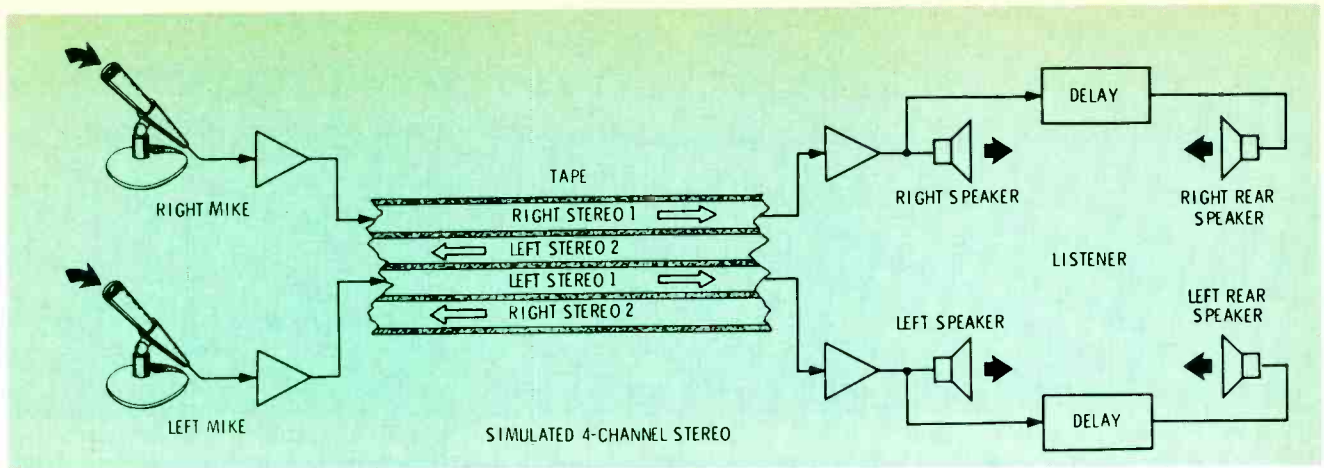 RIGHT MIKE
LEFT MIKE
TAPE
RIGHT STEREO 1
LEFT STEREO 2
LEFT STEREO 1
RIGHT STEREO 2
SIMULATED 4-CHANNEL STEREO
DELAY
RIGHT SPEAKER
RIGHT REAR
SPEAKER
LISTENER
LEFT SPEAKER
LEFT REAR
SPEAKER
DELAY